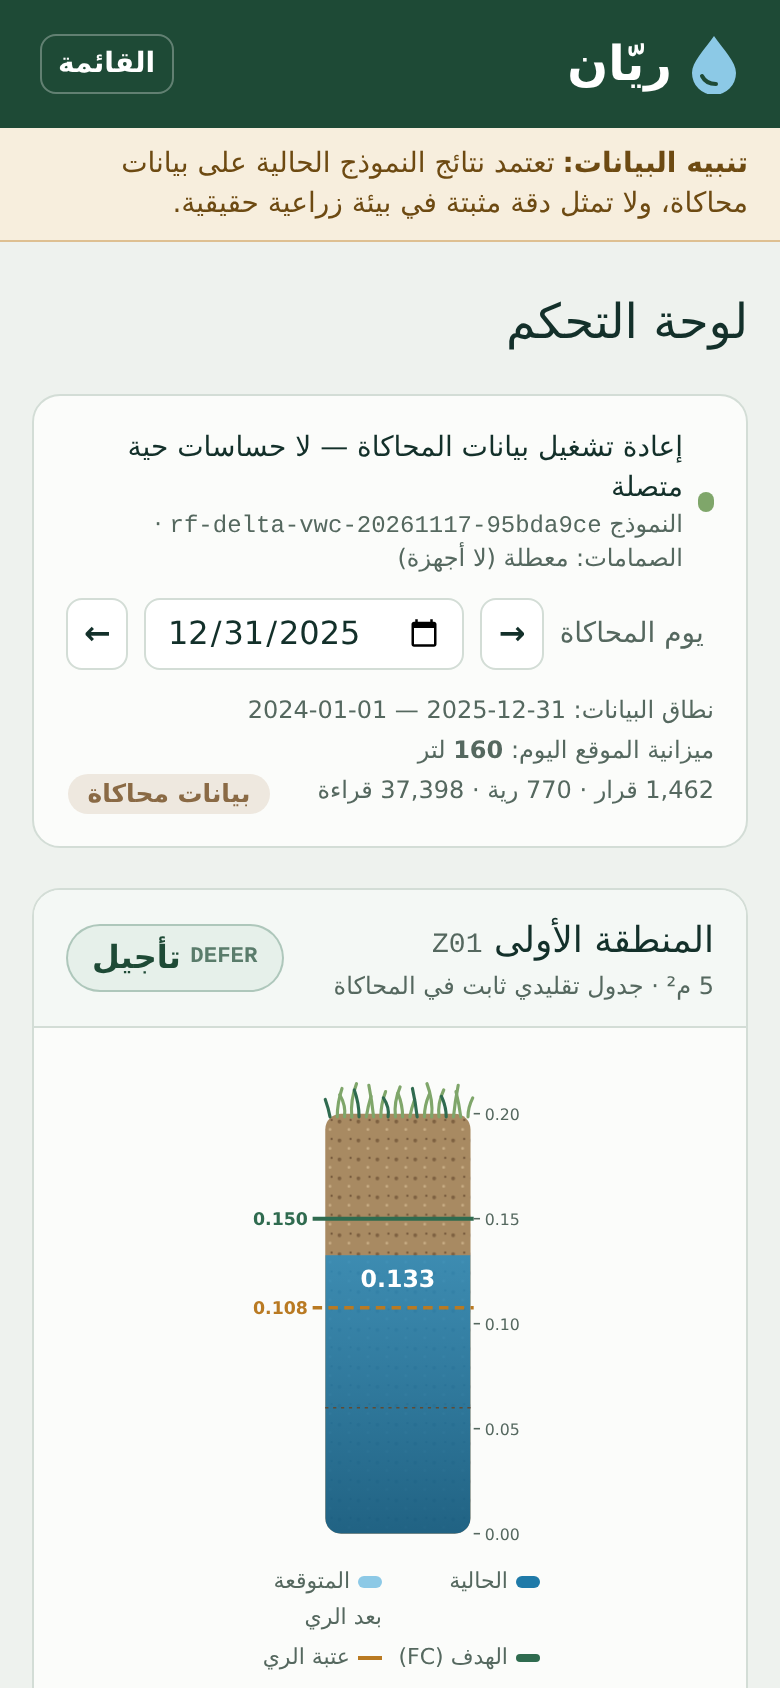 ريّان
القائمة
تنبيه البيانات: تعتمد نتائج النموذج الحالية على بيانات
محاكاة، ولا تمثل دقة مثبتة في بيئة زراعية حقيقية.
لوحة التحكم
إعادة تشغيل بيانات المحاكاة — لا حساسات حية
متصلة
النموذج rf-delta-vwc-20261117-95bda9ce ·
الصمامات: معطلة (لا أجهزة)
يوم المحاكاة → 12/31/2025 ←
نطاق البيانات: 2024-01-01 — 2025-12-31
ميزانية الموقع اليوم: 160 لتر
1,462 قرار · 770 رية · 37,398 قراءة
بيانات محاكاة
المنطقة الأولى Z01
5 م² · جدول تقليدي ثابت في المحاكاة
DEFER تأجيل
0.20
0.150
0.15
0.133
0.108
0.10
0.05
0.00
الحالية
المتوقعة
بعد الري
الهدف (FC)
عتبة الري